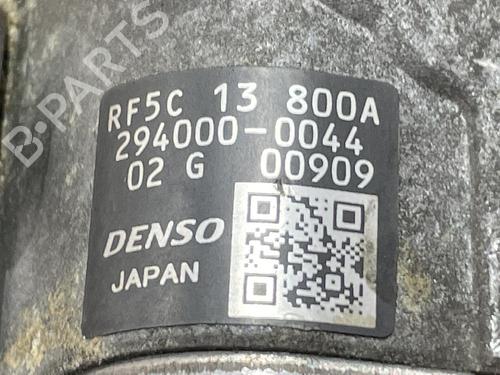 B-PARTS
RF5C 13 800A
294000-0044
02 G 00909
DENSO
JAPAN